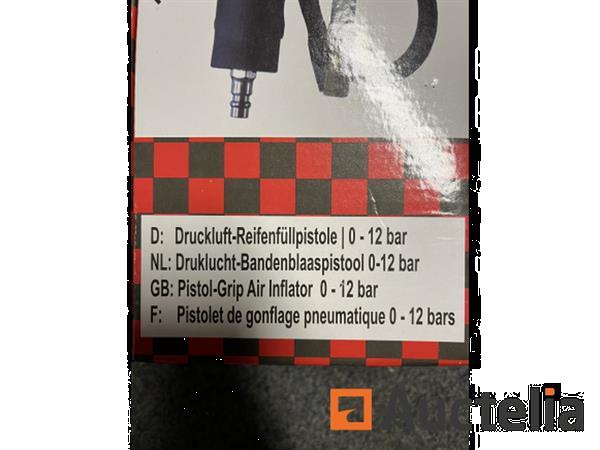 D: Druckluft-Reifenfüllpistole | 0 - 12 bar
NL: Druklucht-Bandenblaaspistool 0-12 bar
GB: Pistol-Grip Air Inflator 0 - 12 bar
F: Pistolet de gonflage pneumatique 0 - 12 bars
Auctelia